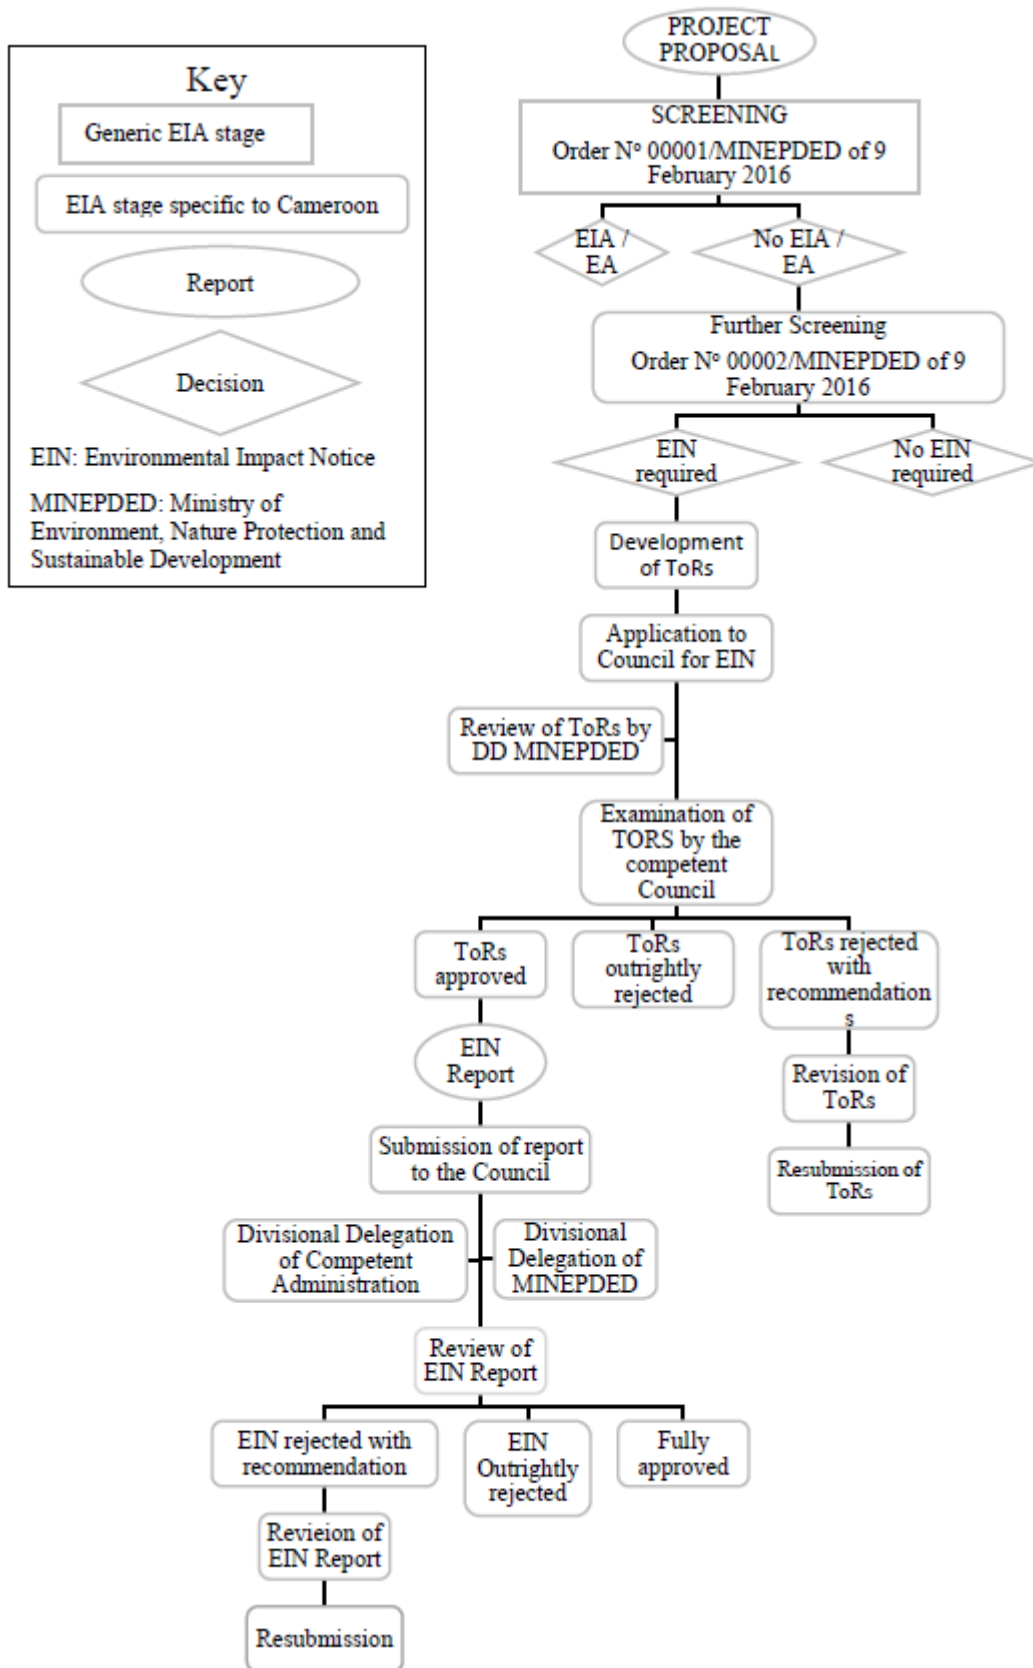 Key
Generic EIA stage
EIA stage specific to Cameroon
Report
Decision
EIN: Environmental Impact Notice
MINEPDED: Ministry of
Environment, Nature Protection and
Sustainable Development
PROJECT
PROPOSAL
SCREENING
Order Nº 00001/MINEPDED of 9
February 2016
EIA /
EA
No EIA /
EA
Further Screening
Order Nº 00002/MINEPDED of 9
February 2016
EIN
required
No EIN
required
Development
of ToRs
Application to
Council for EIN
Review of ToRs by
DD MINEPDED
Examination of
TORS by the
competent
Council
ToRs
approved
ToRs
outrightly
rejected
ToRs rejected
with
recommendation
s
EIN
Report
Revision of
ToRs
Submission of report
to the Council
Resubmission of
ToRs
Divisional Delegation
of Competent
Administration
Divisional
Delegation of
MINEPDED
Review of
EIN Report
EIN rejected with
recommendation
EIN
Outrightly
rejected
Fully
approved
Revieion of
EIN Report
Resubmission